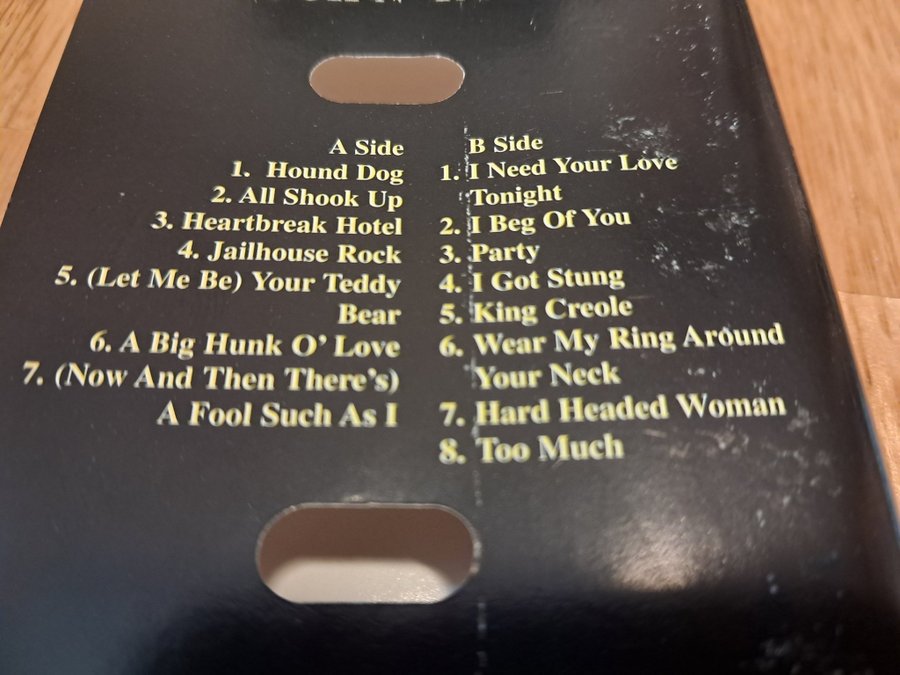 A Side
1. Hound Dog
2. All Shook Up
3. Heartbreak Hotel
4. Jailhouse Rock
5. (Let Me Be) Your Teddy
Bear
6. A Big Hunk O' Love
7. (Now And Then There's)
A Fool Such As I
B Side
1. I Need Your Love
Tonight
2. I Beg Of You
3. Party
4. I Got Stung
5. King Creole
6. Wear My Ring Around
Your Neck
7. Hard Headed Woman
8. Too Much